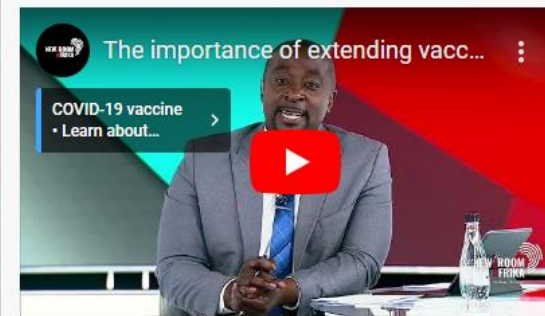 The importance of extending vacc...
COVID-19 vaccine
• Learn about...